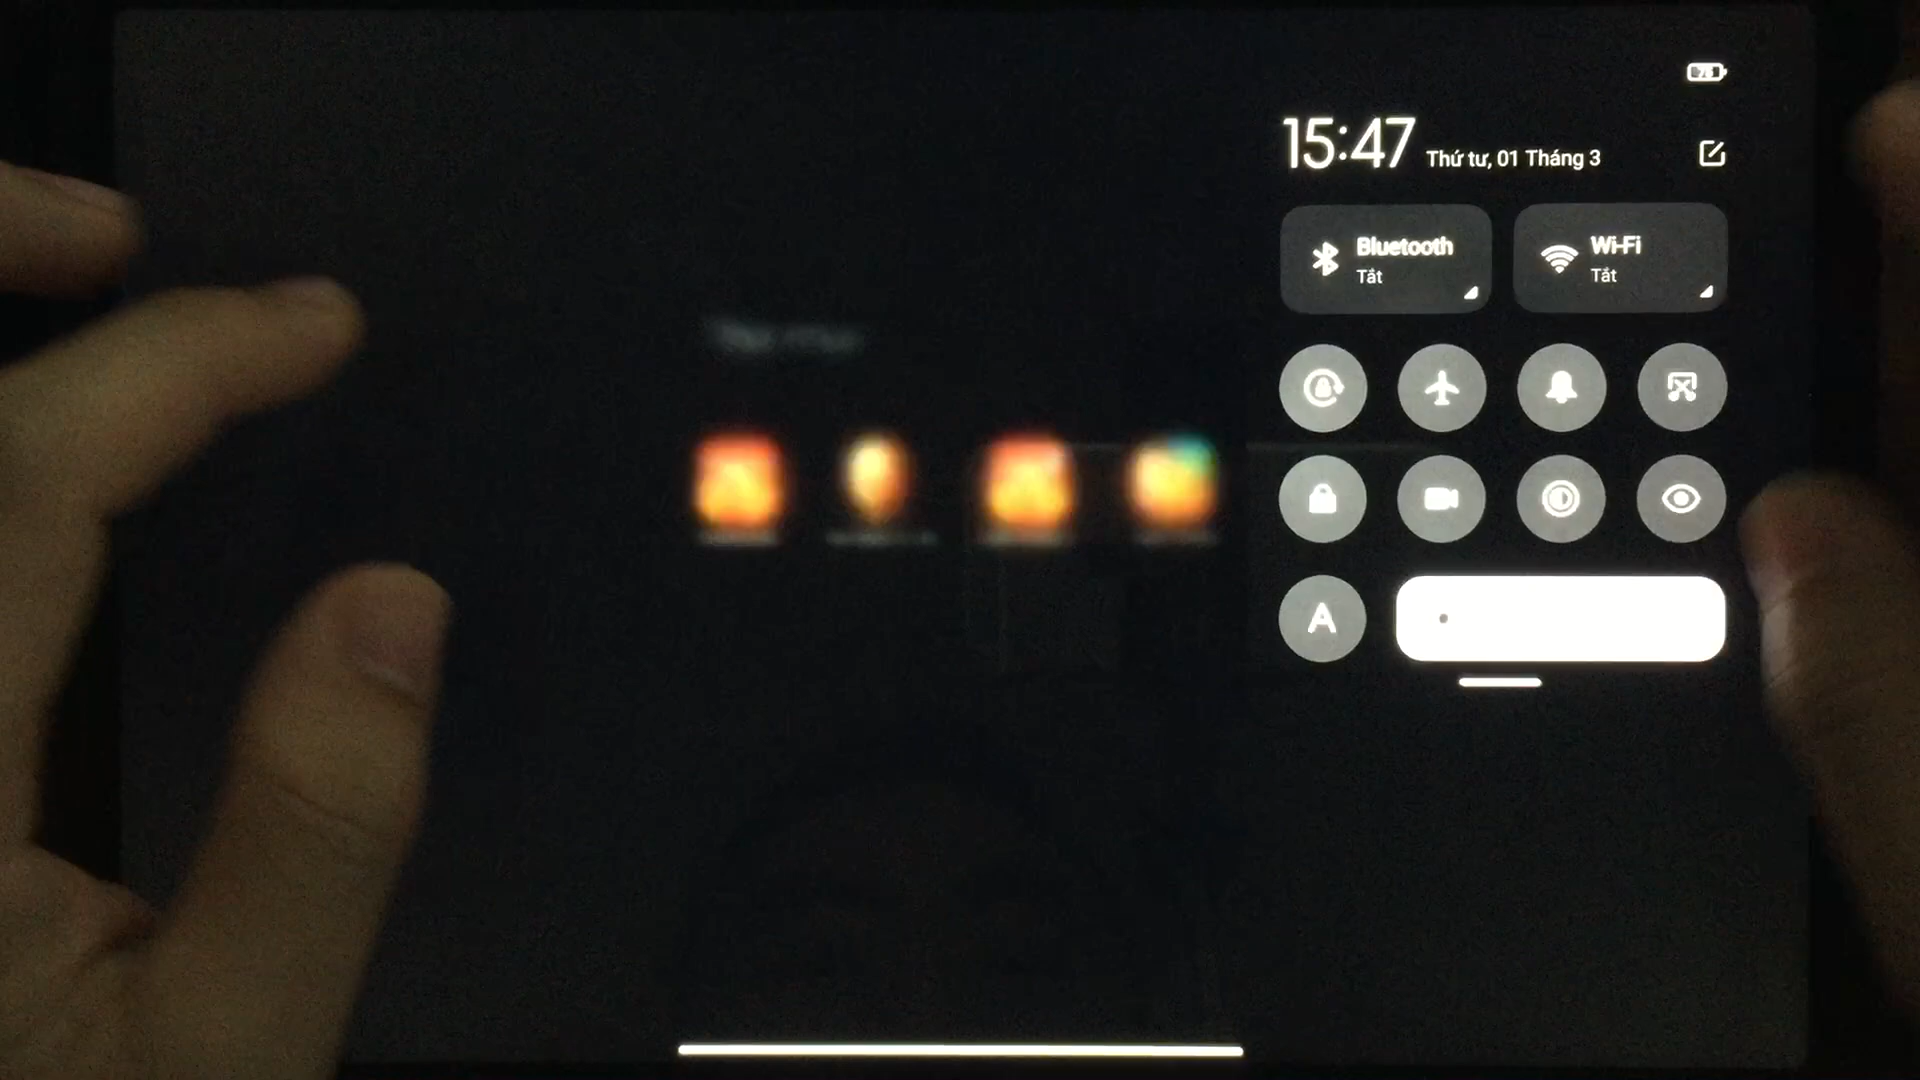 15:47
Thứ tư, 01 Tháng 3
Bluetooth
Tắt
Wi-Fi
Tắt
A